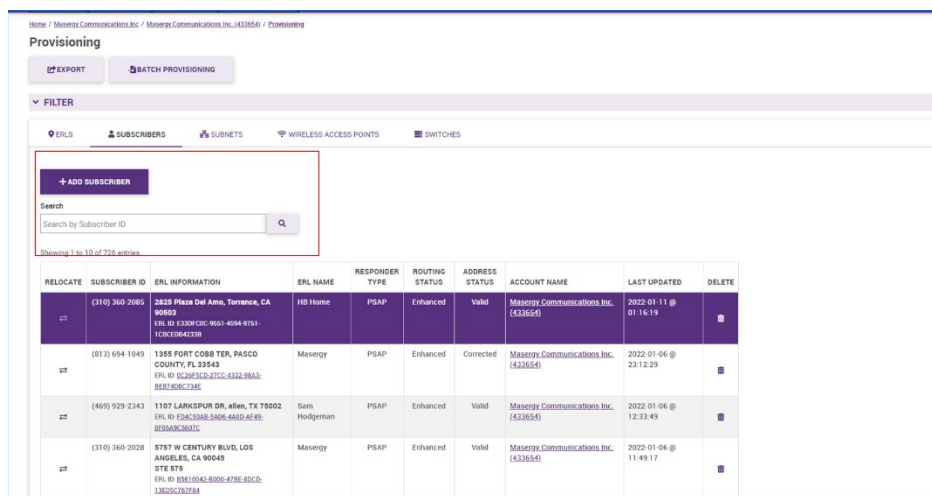 Home / Masergy Communications Inc / Masergy Communications Inc. (433654) / Provisioning
Provisioning
EXPORT
BATCH PROVISIONING
FILTER
ERLS
SUBSCRIBERS
SUBNETS
WIRELESS ACCESS POINTS
SWITCHES
+ ADD SUBSCRIBER
Search
Search by Subscriber ID
Showing 1 to 10 of 726 entries
RELOCATE SUBSCRIBER ID ERL INFORMATION ERL NAME RESPONDER TYPE ROUTING STATUS ADDRESS STATUS ACCOUNT NAME LAST UPDATED DELETE
(310) 360-2085 2825 Plaza Del Amo, Torrance, CA HB Home PSAP Enhanced Valid Masergy Communications Inc. 2022-01-11 @
90503 (433654) 01:16:19
ERL ID: E33DFC0C-9551-4594-9751-
1CBCEDB4233B
(813) 694-1049 1355 FORT COBB TER, PASCO Masergy PSAP Enhanced Corrected Masergy Communications Inc. 2022-01-06 @
COUNTY, FL 33543 (433654) 23:12:29
ERL ID: 0C26F5CD-27CC-4322-98A3-
BEB74DBC734E
(469) 929-2343 1107 LARKSPUR DR, allen, TX 75002 Sam PSAP Enhanced Valid Masergy Communications Inc. 2022-01-06 @
ERL ID: ED4C50AB-5AD6-4A0D-AF49- Hodgeman (433654) 12:33:49
8F06A9C5607C
(310) 360-2028 5757 W CENTURY BLVD, LOS Masergy PSAP Enhanced Valid Masergy Communications Inc. 2022-01-06 @
ANGELES, CA 90045 (433654) 11:49:17
STE 575
ERL ID: B5610042-B0D0-47BE-8DCD-
13ED5C767F84